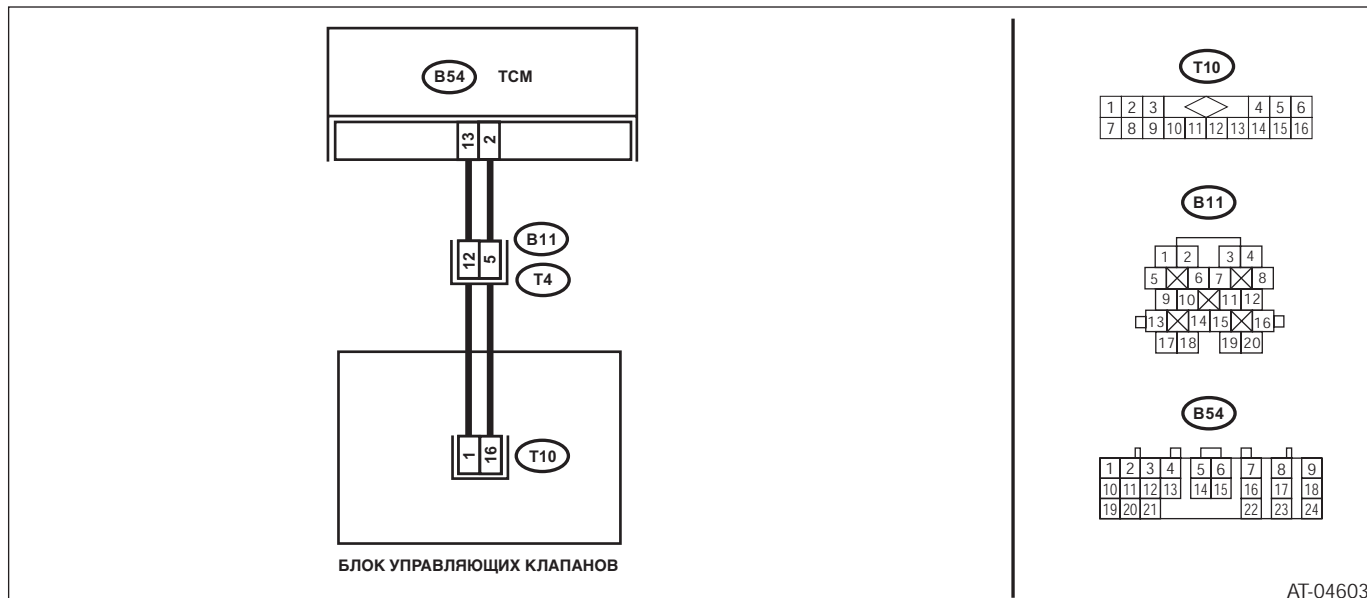 B54 TCM
13 2
B11
12 5
T4
1 16
T10
БЛОК УПРАВЛЯЮЩИХ КЛАПАНОВ
T10
1 2 3 4 5 6
7 8 9 10 11 12 13 14 15 16
B11
1 2 3 4
5 6 7 8
9 10 11 12
13 14 15 16
17 18 19 20
B54
1 2 3 4 5 6 7 8 9
10 11 12 13 14 15 16 17 18
19 20 21 22 23 24
AT-04603